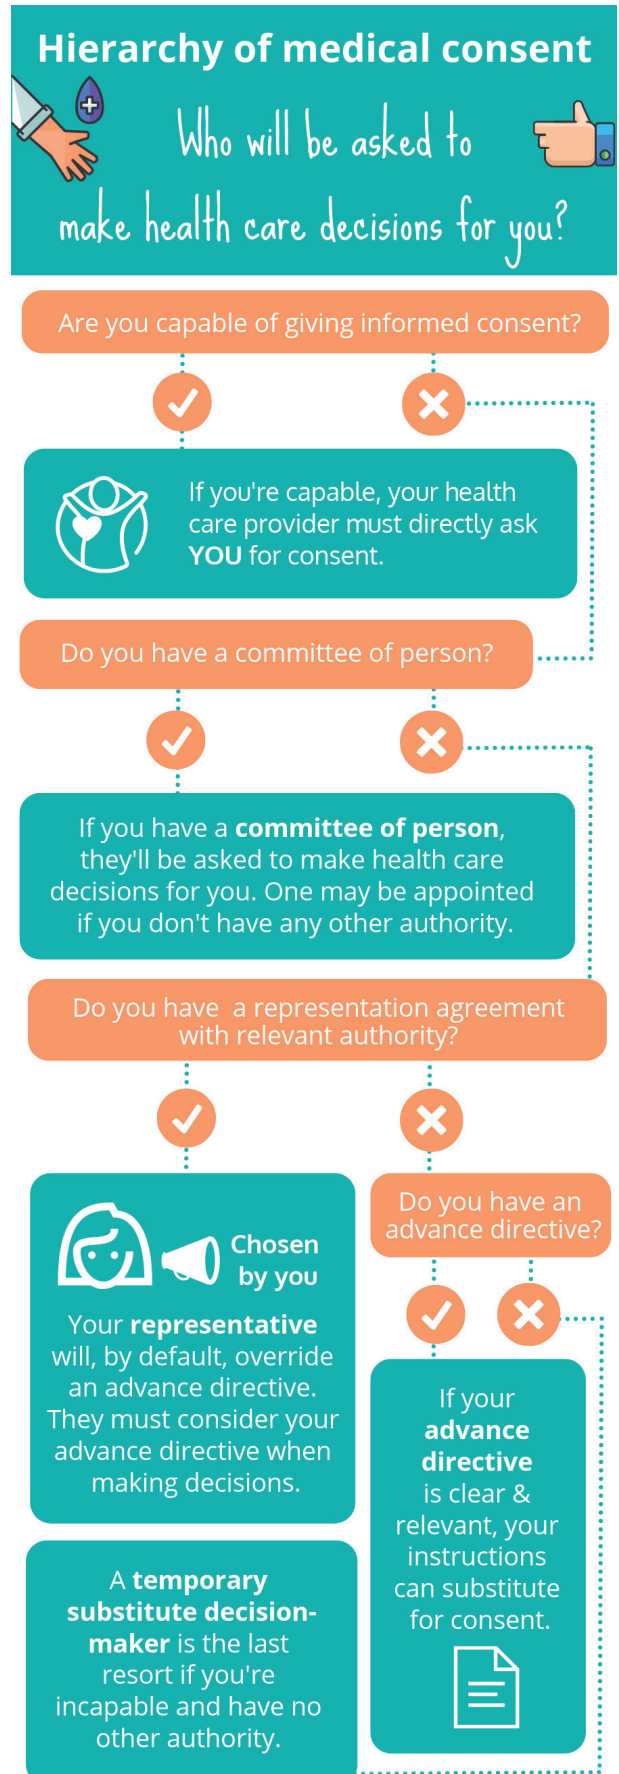 Hierarchy of medical consent
Who will be asked to
make health care decisions for you?
Are you capable of giving informed consent?
If you're capable, your health
care provider must directly ask
YOU for consent.
Do you have a committee of person?
If you have a committee of person,
they'll be asked to make health care
decisions for you. One may be appointed
if you don't have any other authority.
Do you have a representation agreement
with relevant authority?
Chosen
by you
Your representative
will, by default, override
an advance directive.
They must consider your
advance directive when
making decisions.
Do you have an
advance directive?
If your
advance
directive
is clear &
relevant, your
instructions
can substitute
for consent.
A temporary
substitute decision-
maker is the last
resort if you're
incapable and have no
other authority.